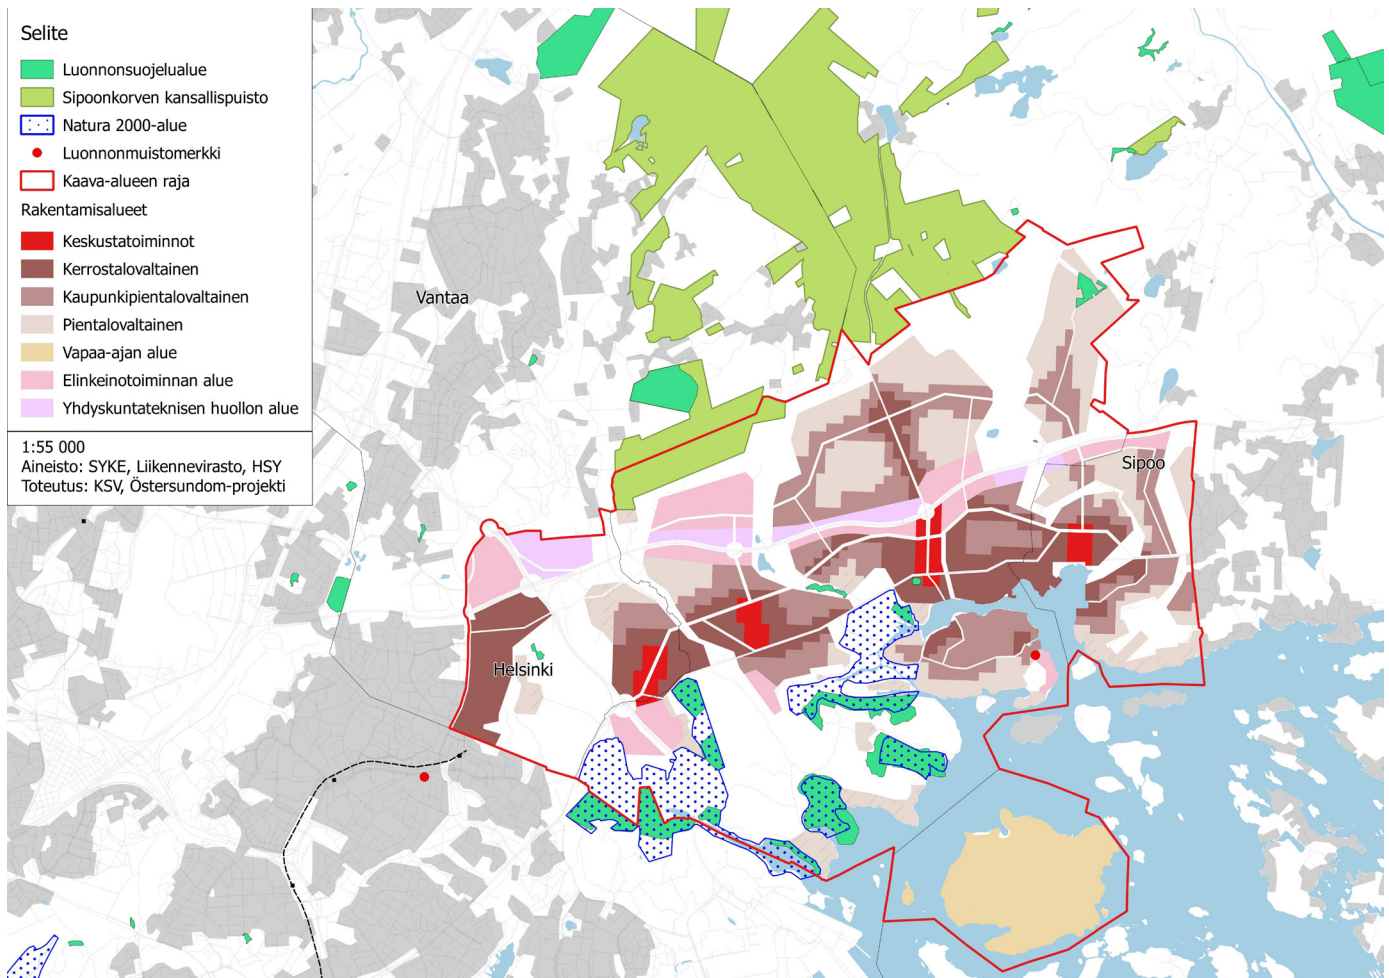 Selite
Luonnonsuojelualue
Sipoonkorven kansallispuisto
Natura 2000-alue
Luonnonmuistomerkki
Kaava-alueen raja
Rakentamisalueet
Keskustatoiminnot
Kerrostalovaltainen
Kaupunkipientalovaltainen
Pientalovaltainen
Vapaa-ajan alue
Elinkeinotoiminnan alue
Yhdyskuntateknisen huollon alue
1:55 000
Aineisto: SYKE, Liikennevirasto, HSY
Toteutus: KSV, Östersundom-projekti
Vantaa
Sipoo
Helsinki